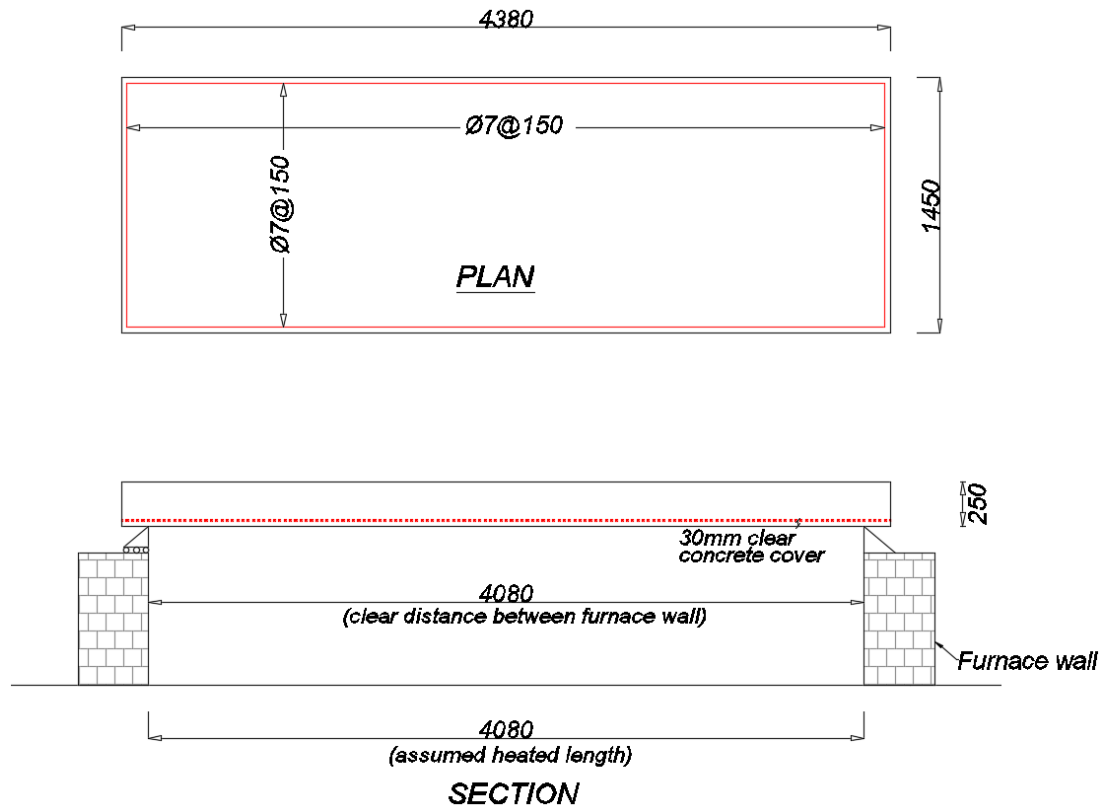 4380
Ø7@150
Ø7@150
1450
PLAN
250
30mm clear
concrete cover
4080
(clear distance between furnace wall)
Furnace wall
4080
(assumed heated length)
SECTION